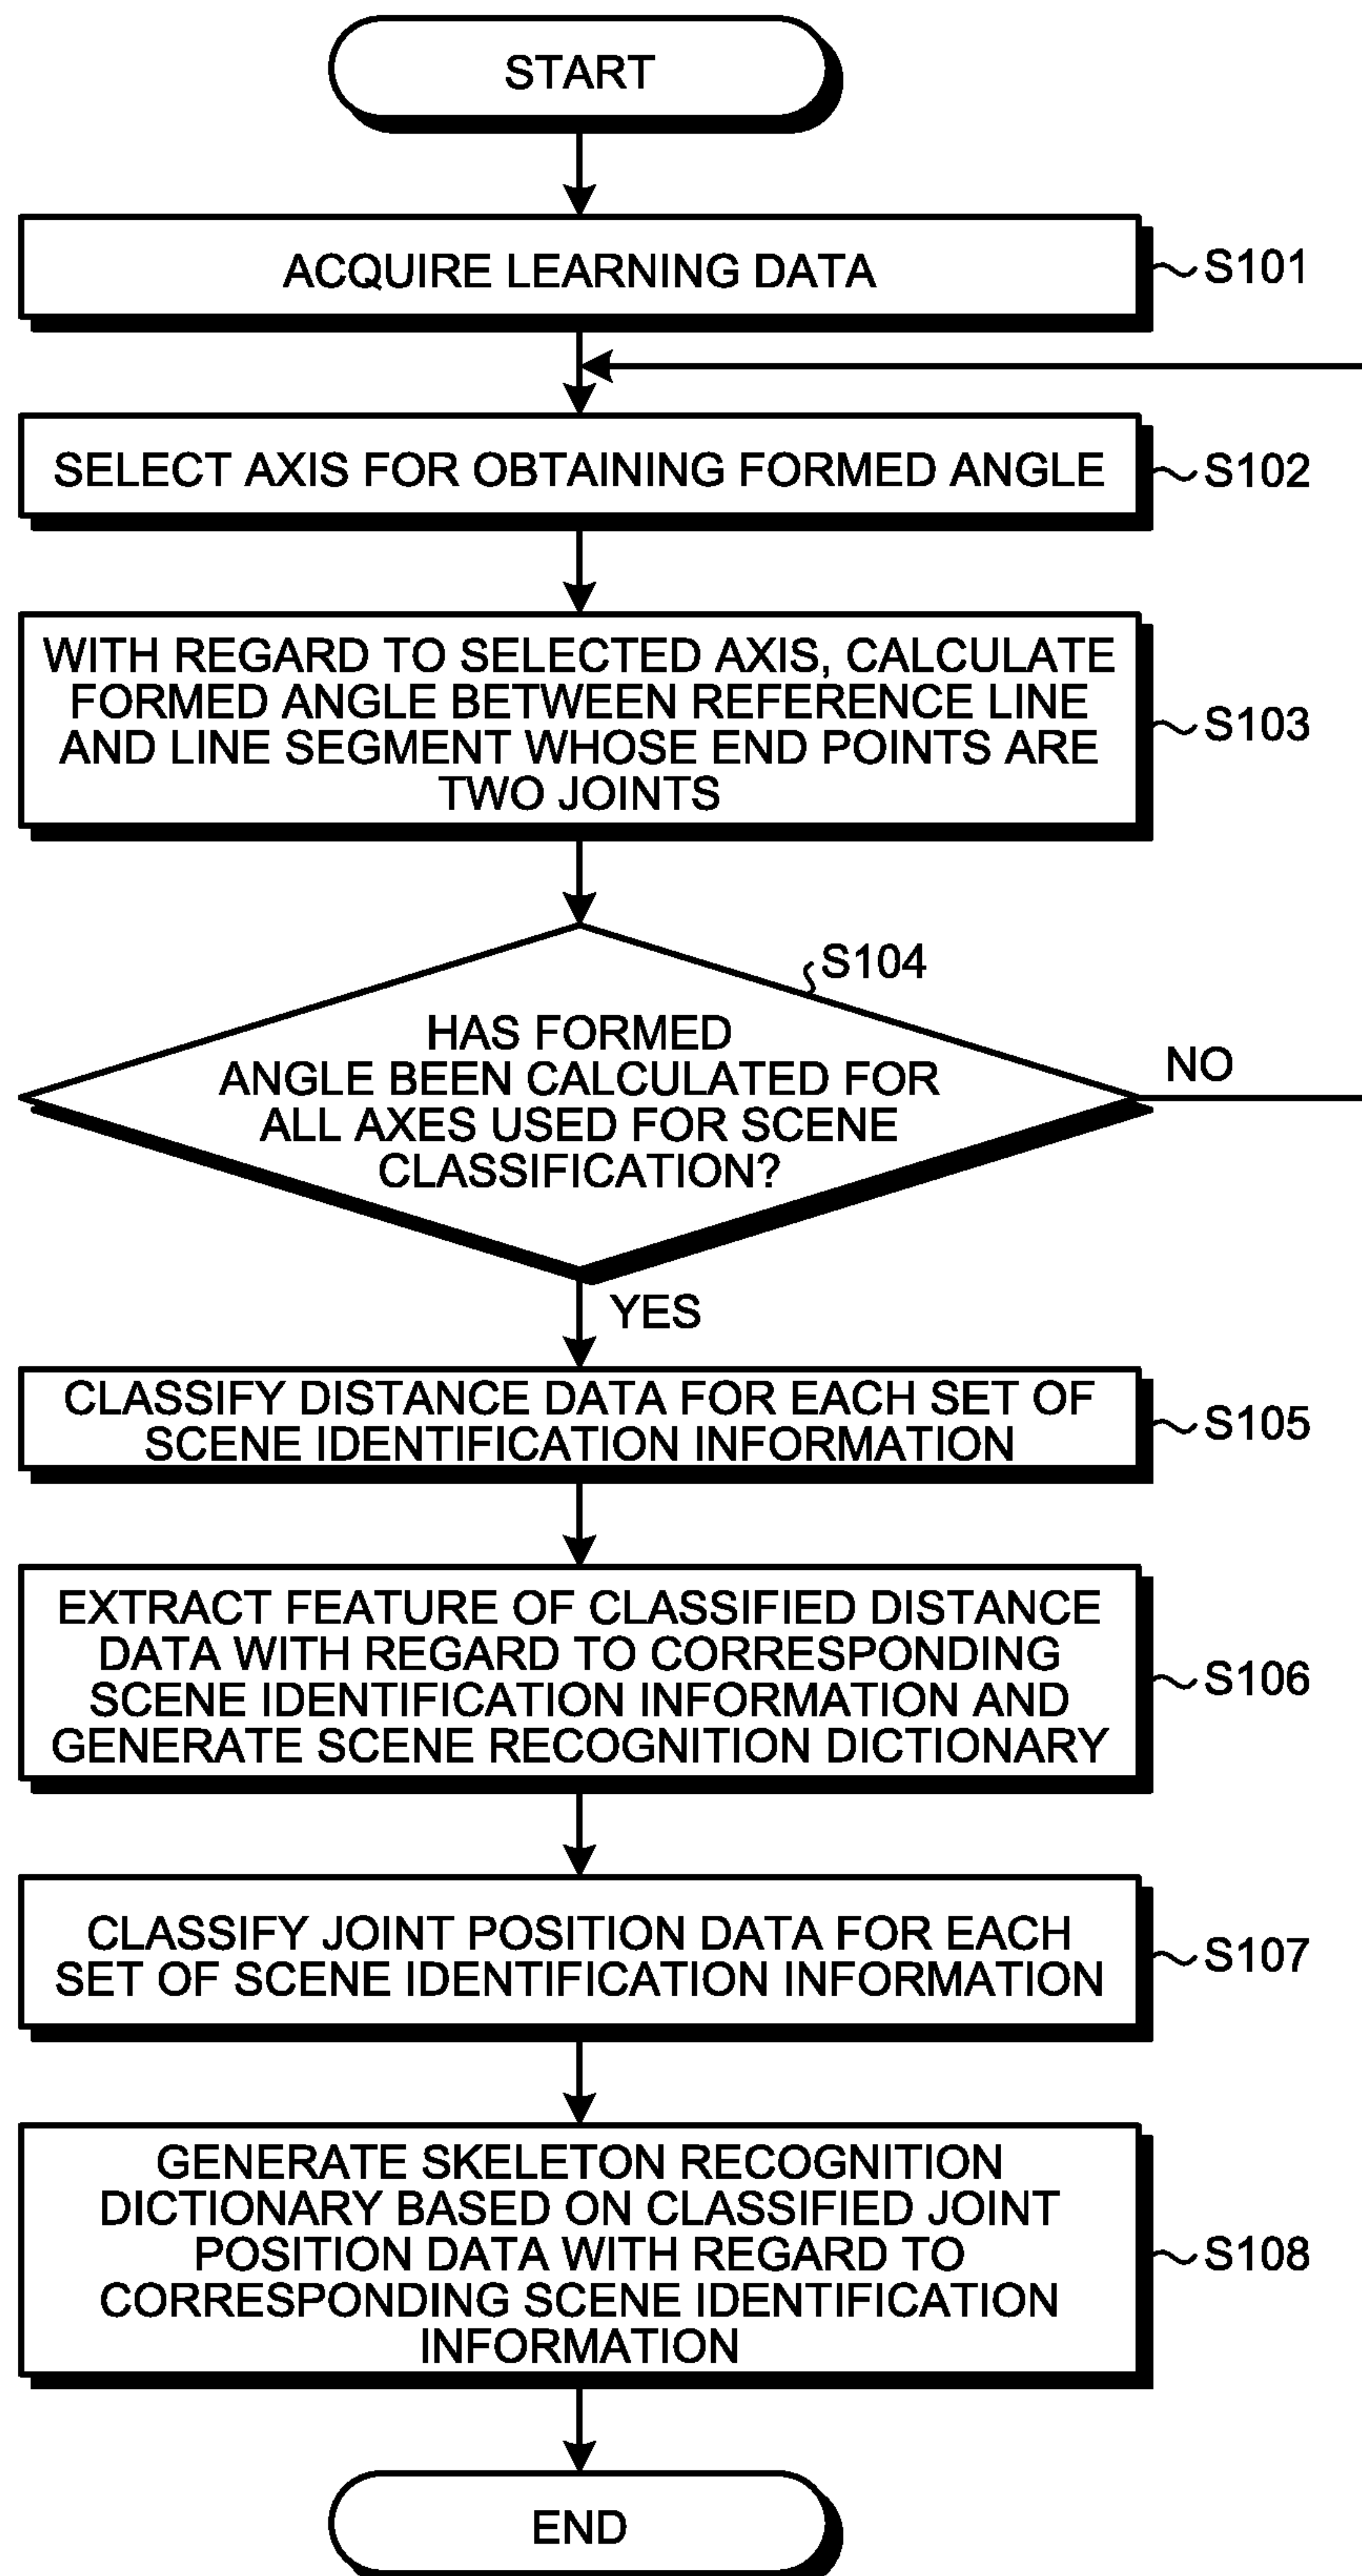 START
ACQUIRE LEARNING DATA
S101
SELECT AXIS FOR OBTAINING FORMED ANGLE
S102
WITH REGARD TO SELECTED AXIS, CALCULATE
FORMED ANGLE BETWEEN REFERENCE LINE
AND LINE SEGMENT WHOSE END POINTS ARE
TWO JOINTS
S103
S104
HAS FORMED
ANGLE BEEN CALCULATED FOR
ALL AXES USED FOR SCENE
CLASSIFICATION?
NO
YES
CLASSIFY DISTANCE DATA FOR EACH SET OF
SCENE IDENTIFICATION INFORMATION
S105
EXTRACT FEATURE OF CLASSIFIED DISTANCE
DATA WITH REGARD TO CORRESPONDING
SCENE IDENTIFICATION INFORMATION AND
GENERATE SCENE RECOGNITION DICTIONARY
S106
CLASSIFY JOINT POSITION DATA FOR EACH
SET OF SCENE IDENTIFICATION INFORMATION
S107
GENERATE SKELETON RECOGNITION
DICTIONARY BASED ON CLASSIFIED JOINT
POSITION DATA WITH REGARD TO
CORRESPONDING SCENE IDENTIFICATION
INFORMATION
S108
END